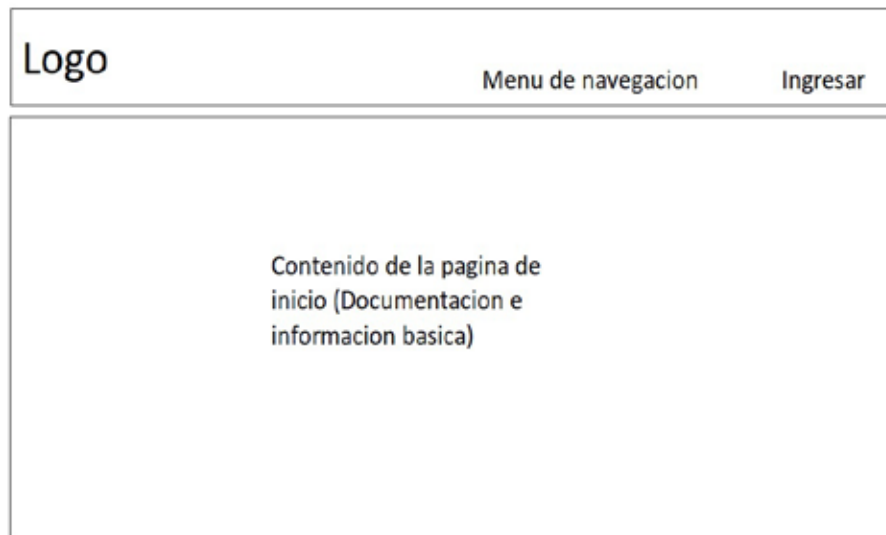 Logo
Menu de navegacion
Ingresar
Contenido de la pagina de
inicio (Documentacion e
informacion basica)